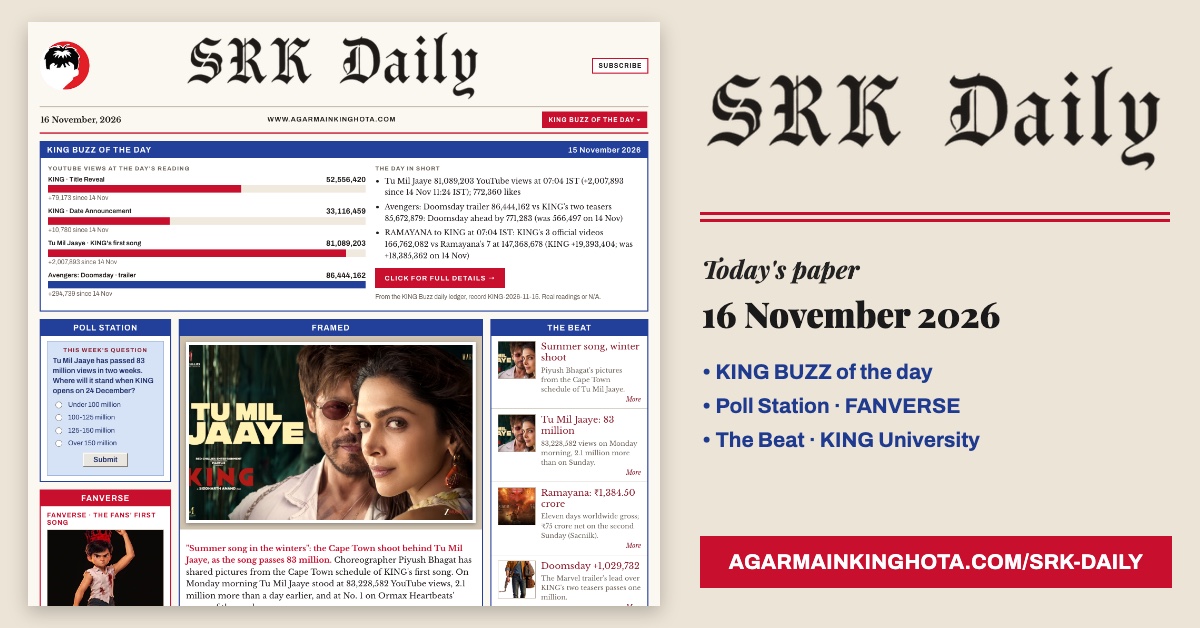 SRK Daily
SUBSCRIBE
16 November, 2026
WWW.AGARMAINKINGHOTA.COM
KING BUZZ OF THE DAY
KING BUZZ OF THE DAY
15 November 2026
YOUTUBE VIEWS AT THE DAY'S READING
KING · Title Reveal 52,556,420
+79,173 since 14 Nov
KING · Date Announcement 33,116,459
+10,780 since 14 Nov
Tu Mil Jaaye · KING's first song 81,089,203
+2,007,893 since 14 Nov
Avengers: Doomsday · trailer 86,444,162
+294,739 since 14 Nov
THE DAY IN SHORT
• Tu Mil Jaaye 81,089,203 YouTube views at 07:04 IST (+2,007,893
since 14 Nov 11:24 IST); 772,360 likes
• Avengers: Doomsday trailer 86,444,162 vs KING's two teasers
85,672,879: Doomsday ahead by 771,283 (was 566,497 on 14 Nov)
• RAMAYANA to KING at 07:04 IST: KING's 3 official videos
166,762,082 vs Ramayana's 7 at 147,368,678 (KING +19,393,404; was
+18,385,362 on 14 Nov)
CLICK FOR FULL DETAILS →
From the KING Buzz daily ledger, record KING-2026-11-15. Real readings or N/A.
POLL STATION
THIS WEEK'S QUESTION
Tu Mil Jaaye has passed 83
million views in two weeks.
Where will it stand when KING
opens on 24 December?
Under 100 million
100-125 million
125-150 million
Over 150 million
Submit
FANVERSE
FANVERSE · THE FANS' FIRST
SONG
FRAMED
TU MIL
JAAYE
KING
"Summer song in the winters": the Cape Town shoot behind Tu Mil
Jaaye, as the song passes 83 million. Choreographer Piyush Bhagat has
shared pictures from the Cape Town schedule of KING's first song. On
Monday morning Tu Mil Jaaye stood at 83,228,582 YouTube views, 2.1
million more than a day earlier, and at No. 1 on Ormax Heartbeats'
THE BEAT
Summer song, winter
shoot
Piyush Bhagat's pictures
from the Cape Town
schedule of Tu Mil Jaaye.
More
Tu Mil Jaaye: 83
million
83,228,582 views on Monday
morning, 2.1 million more
than on Sunday.
More
Ramayana: ₹1,384.50
crore
Eleven days worldwide gross;
₹75 crore net on the second
Sunday (Sacnilk).
More
Doomsday +1,029,732
The Marvel trailer's lead over
KING's two teasers passes one
million.
SRK Daily
Today's paper
16 November 2026
• KING BUZZ of the day
• Poll Station · FANVERSE
• The Beat · KING University
AGARMAINKINGHOTA.COM/SRK-DAILY